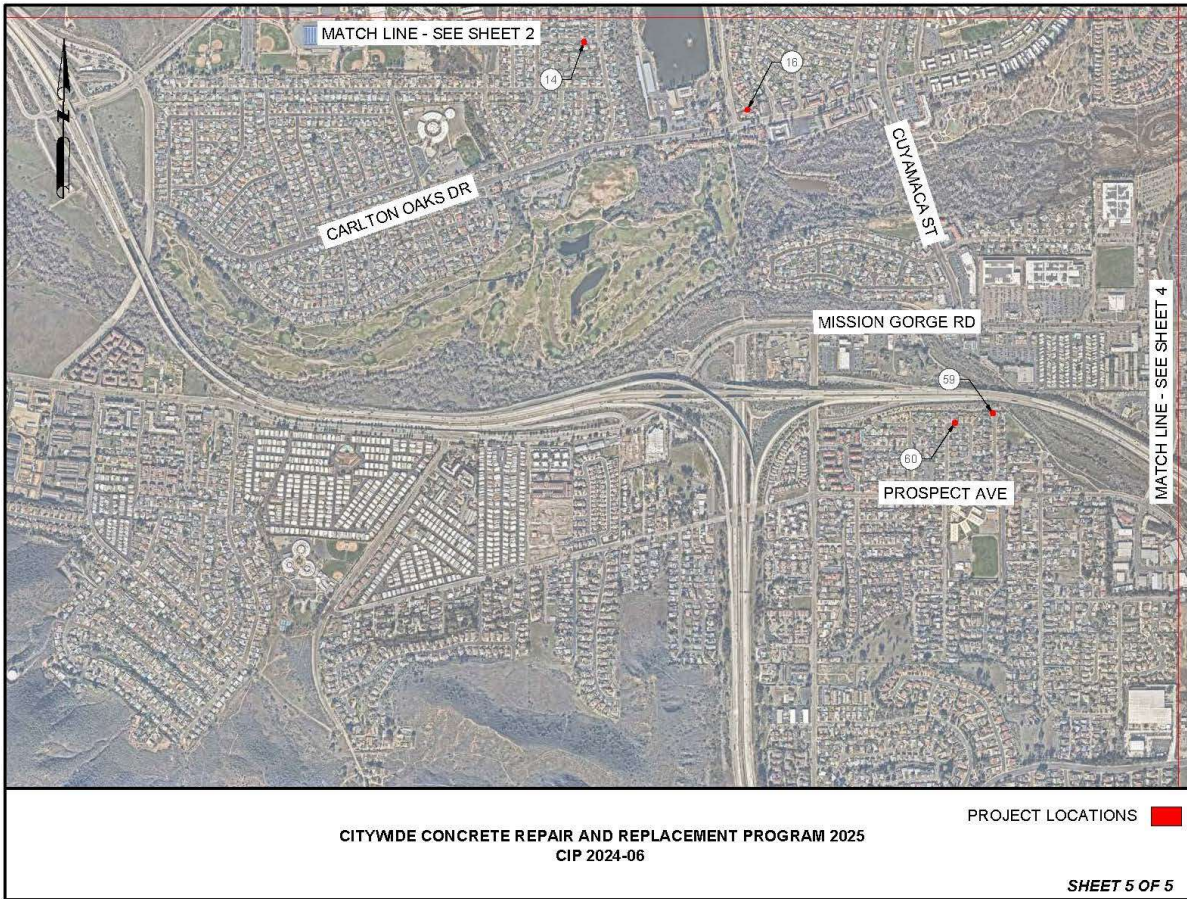 MATCH LINE - SEE SHEET 2
14
16
CARLTON OAKS DR
CUYAMACA ST
MISSION GORGE RD
MATCH LINE - SEE SHEET 4
59
60
PROSPECT AVE
PROJECT LOCATIONS
CITYWIDE CONCRETE REPAIR AND REPLACEMENT PROGRAM 2025
CIP 2024-06
SHEET 5 OF 5